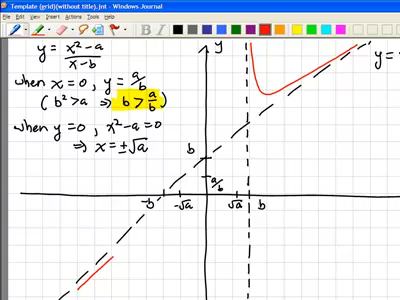 Template (grid)(without title).jnt - Windows Journal
File Edit View Insert Actions Tools Help
y = x²-a / x-b
when x=0, y = a/b
( b² > a ⇒ b > a/b )
when y=0, x²-a=0
⇒ x = ±√a
y
y =
b
a/b
-b -√a √a b